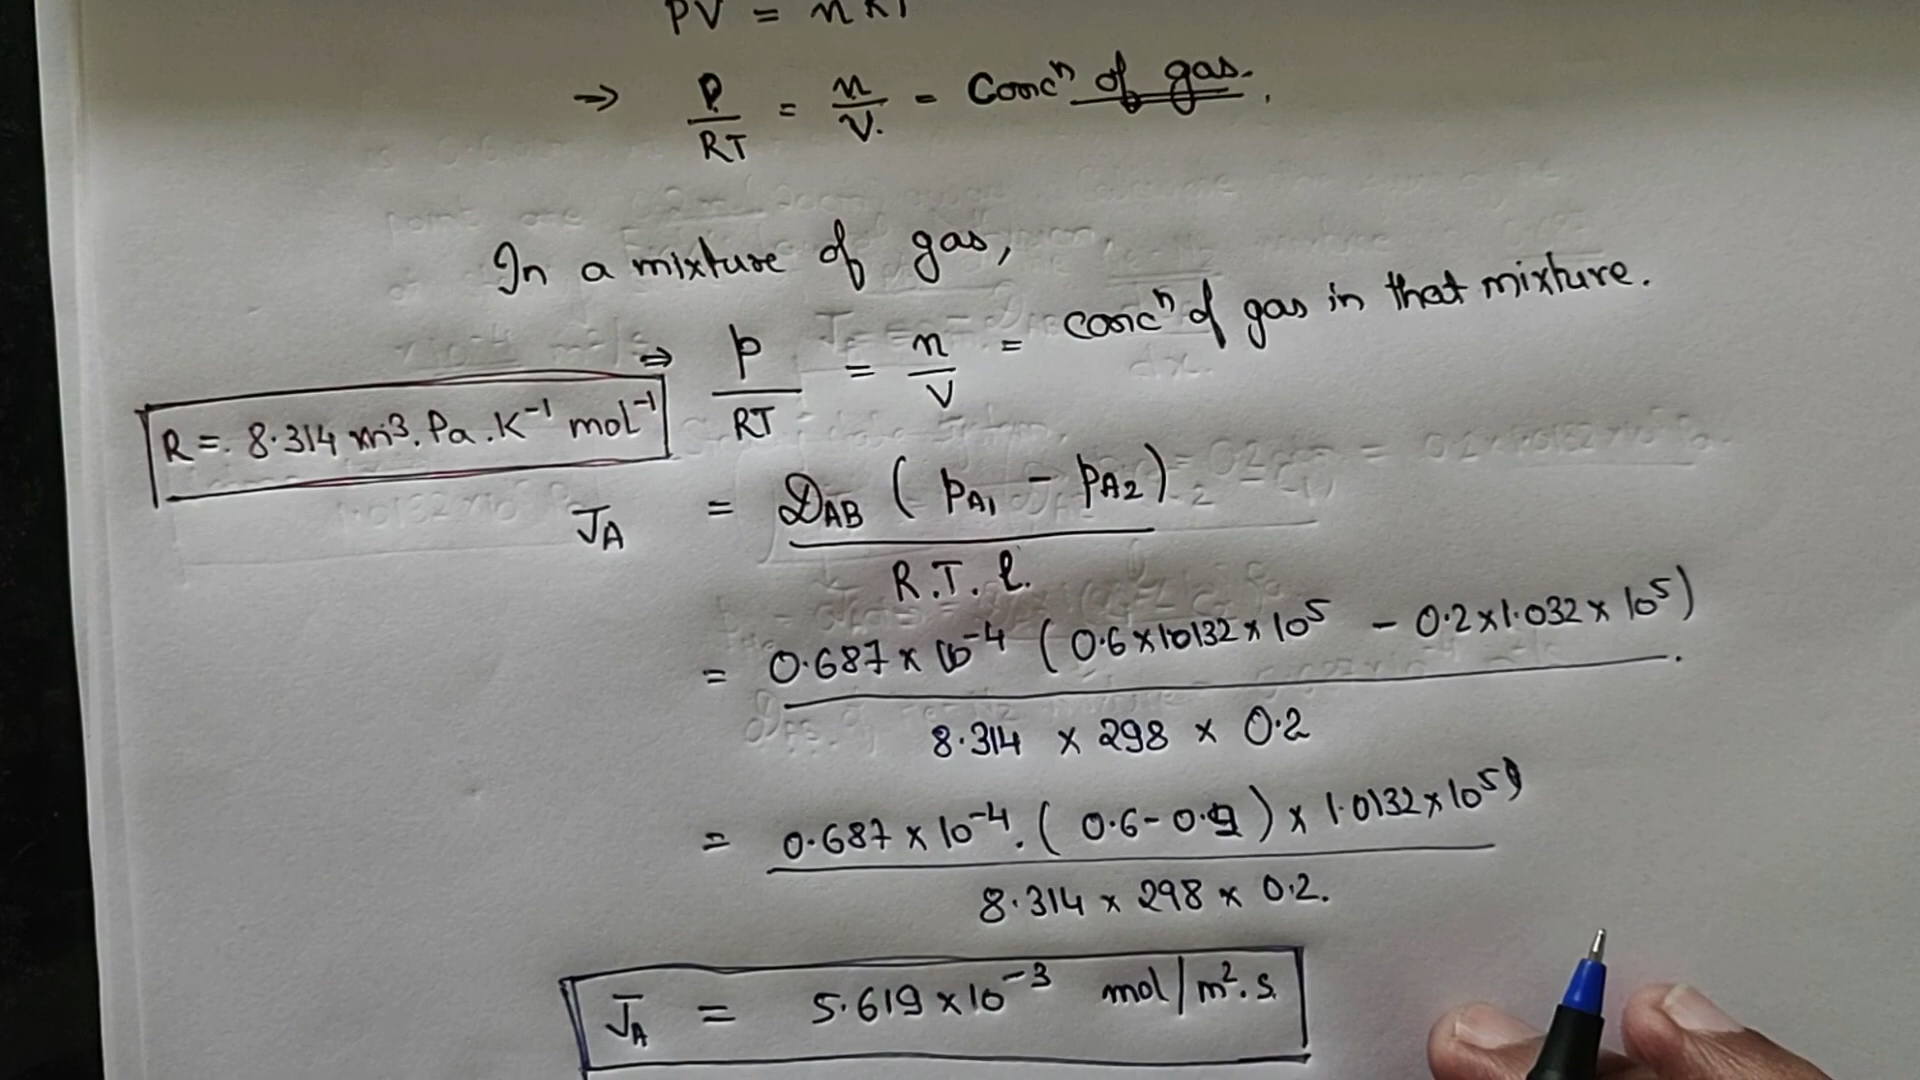 PV = nRT
⇒ P/RT = n/V. = Concⁿ of gas.
In a mixture of gas,
⇒ p/RT = n/V = concⁿ of gas in that mixture.
R = 8.314 m³.Pa.K⁻¹ mol⁻¹
J_A = D_AB (p_A1 - p_A2) / R.T.l.
= 0.687 × 10⁻⁴ (0.6×1.0132×10⁵ - 0.2×1.032×10⁵) / 8.314 × 298 × 0.2
= 0.687 × 10⁻⁴. (0.6-0.2) × 1.0132×10⁵) / 8.314 × 298 × 0.2.
J_A = 5.619 × 10⁻³ mol/m².s.